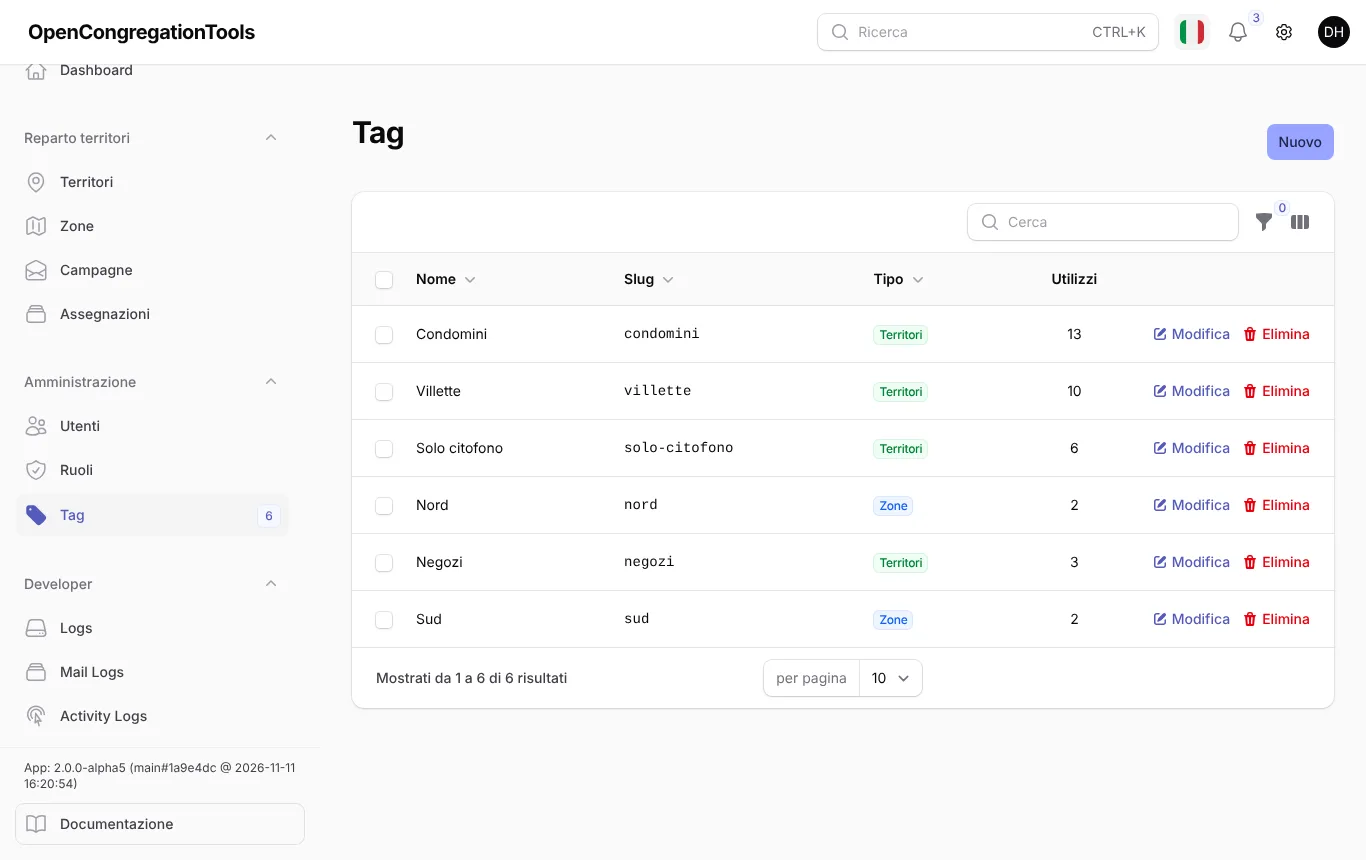 OpenCongregationTools
Ricerca CTRL+K
3
DH
Dashboard
Reparto territori
Territori
Zone
Campagne
Assegnazioni
Amministrazione
Utenti
Ruoli
Tag 6
Developer
Logs
Mail Logs
Activity Logs
App: 2.0.0-alpha5 (main#1a9e4dc @ 2026-11-11
16:20:54)
Documentazione
Tag
Nuovo
Cerca
0
Nome Slug Tipo Utilizzi
Condomini condomini Territori 13 Modifica Elimina
Villette villette Territori 10 Modifica Elimina
Solo citofono solo-citofono Territori 6 Modifica Elimina
Nord nord Zone 2 Modifica Elimina
Negozi negozi Territori 3 Modifica Elimina
Sud sud Zone 2 Modifica Elimina
Mostrati da 1 a 6 di 6 risultati per pagina 10